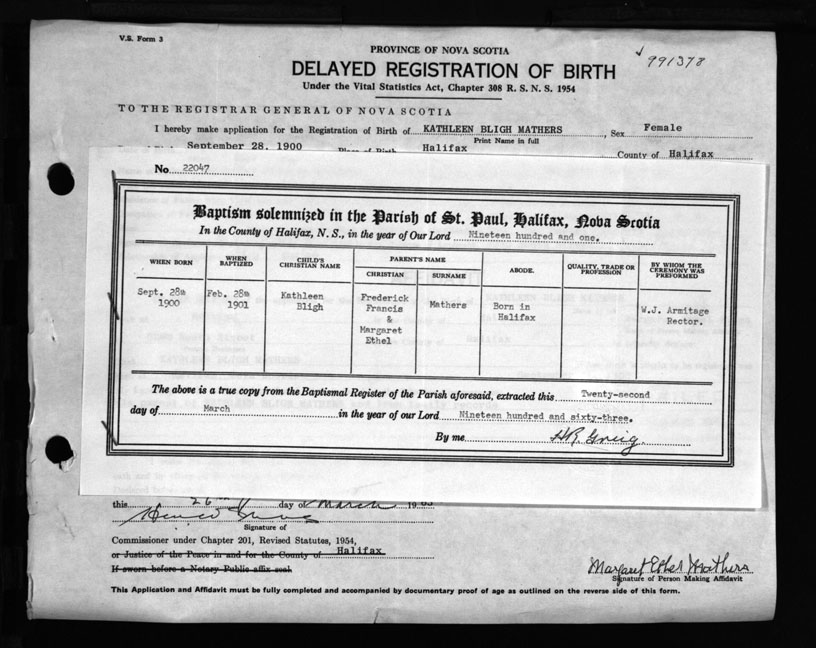 V.S. Form 3
PROVINCE OF NOVA SCOTIA
√ 991378
DELAYED REGISTRATION OF BIRTH
Under the Vital Statistics Act, Chapter 308 R. S. N. S. 1954
TO THE REGISTRAR GENERAL OF NOVA SCOTIA
I hereby make application for the Registration of Birth of KATHLEEN BLIGH MATHERS, Sex Female
Print Name in full
September 28, 1900 Place of Birth Halifax County of Halifax
No. 22047
Baptism solemnized in the Parish of St. Paul, Halifax, Nova Scotia
In the County of Halifax, N. S., in the year of our Lord Nineteen hundred and one.
WHEN BORN
WHEN BAPTIZED
CHILD'S CHRISTIAN NAME
PARENT'S NAME
CHRISTIAN
SURNAME
ABODE.
QUALITY, TRADE OR PROFESSION
BY WHOM THE CEREMONY WAS PREFORMED
Sept. 28th 1900
Feb. 28th 1901
Kathleen Bligh
Frederick Francis & Margaret Ethel
Mathers
Born in Halifax
W.J. Armitage Rector.
The above is a true copy from the Baptismal Register of the Parish aforesaid, extracted this Twenty-second
day of March in the year of our Lord Nineteen hundred and sixty-three.
By me H R Greig
this 26th day of March 1963
Signature of
Commissioner under Chapter 201, Revised Statutes, 1954,
or Justice of the Peace in and for the County of Halifax
If sworn before a Notary Public affix seal
Margaret Ethel Mathers
Signature of Person Making Affidavit
This Application and Affidavit must be fully completed and accompanied by documentary proof of age as outlined on the reverse side of this form.